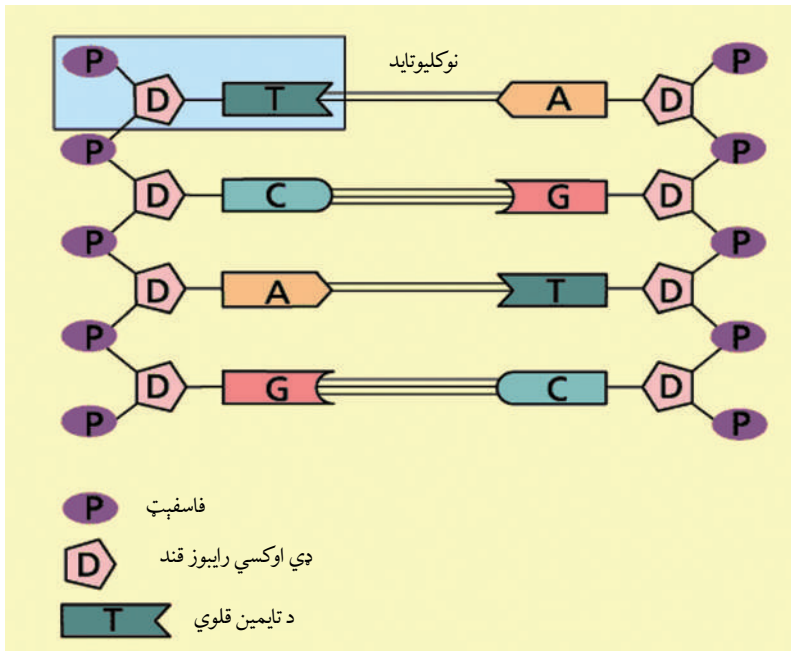 P P
نوکلیوتاید
D T A D
P P
D C G D
P P
D A T D
P P
D G C D
P P
P فاسفېټ
D ډي اوکسي رایبوز قند
T د تایمین قلوي